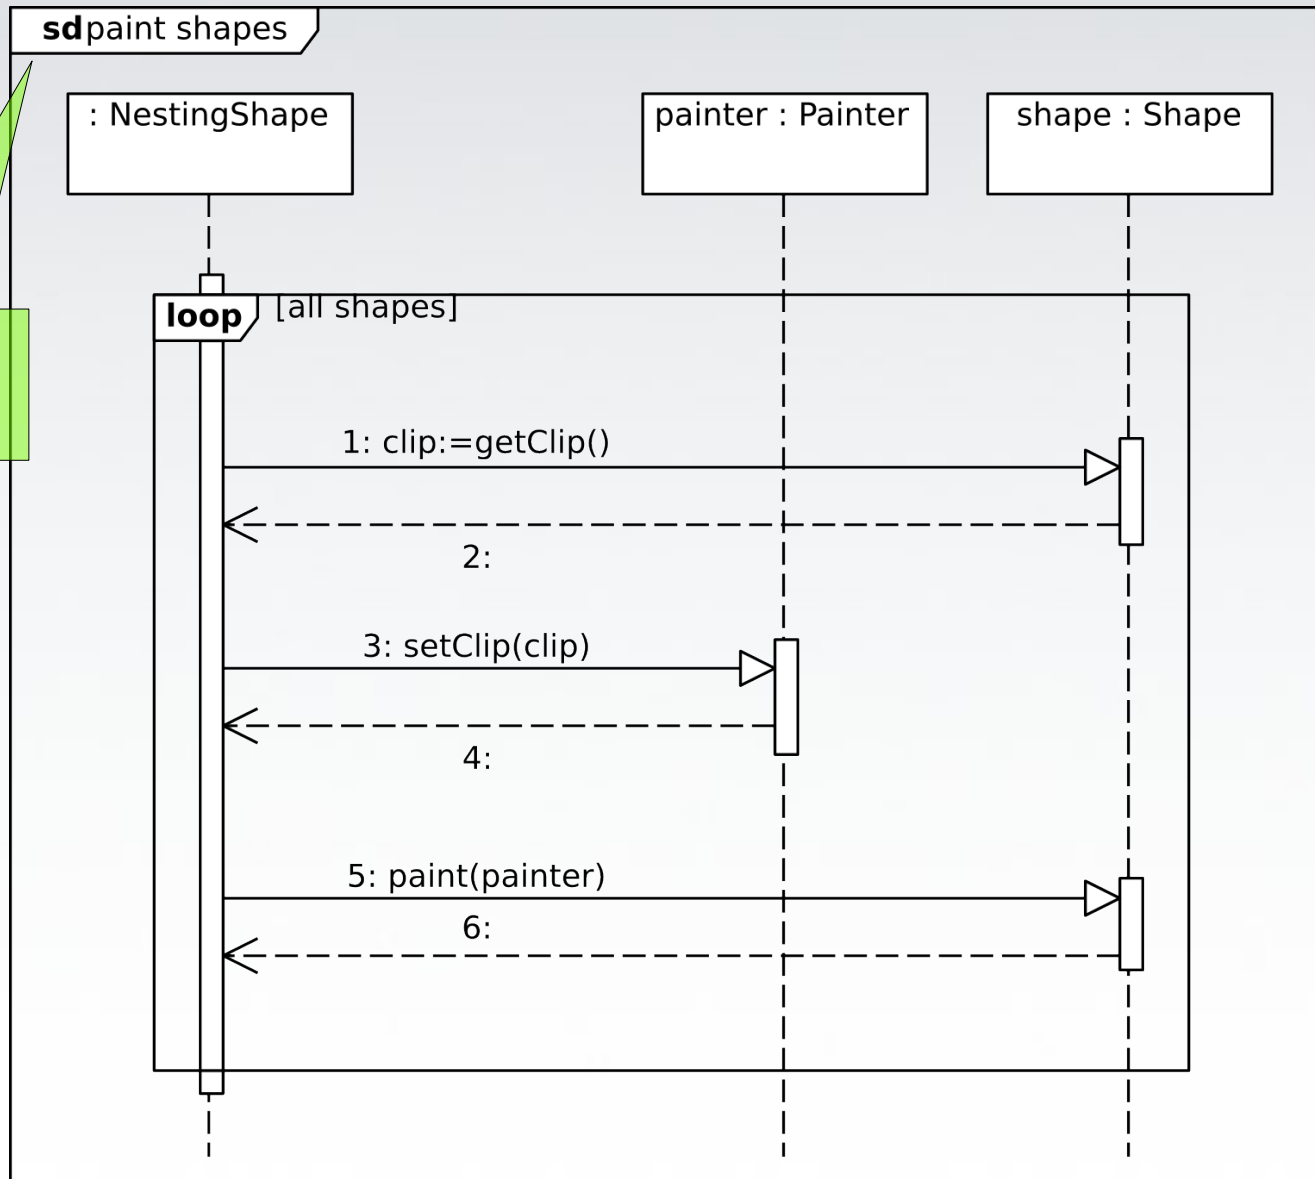 sd paint shapes
: NestingShape
painter : Painter
shape : Shape
loop
[all shapes]
1: clip:=getClip()
2:
3: setClip(clip)
4:
5: paint(painter)
6: